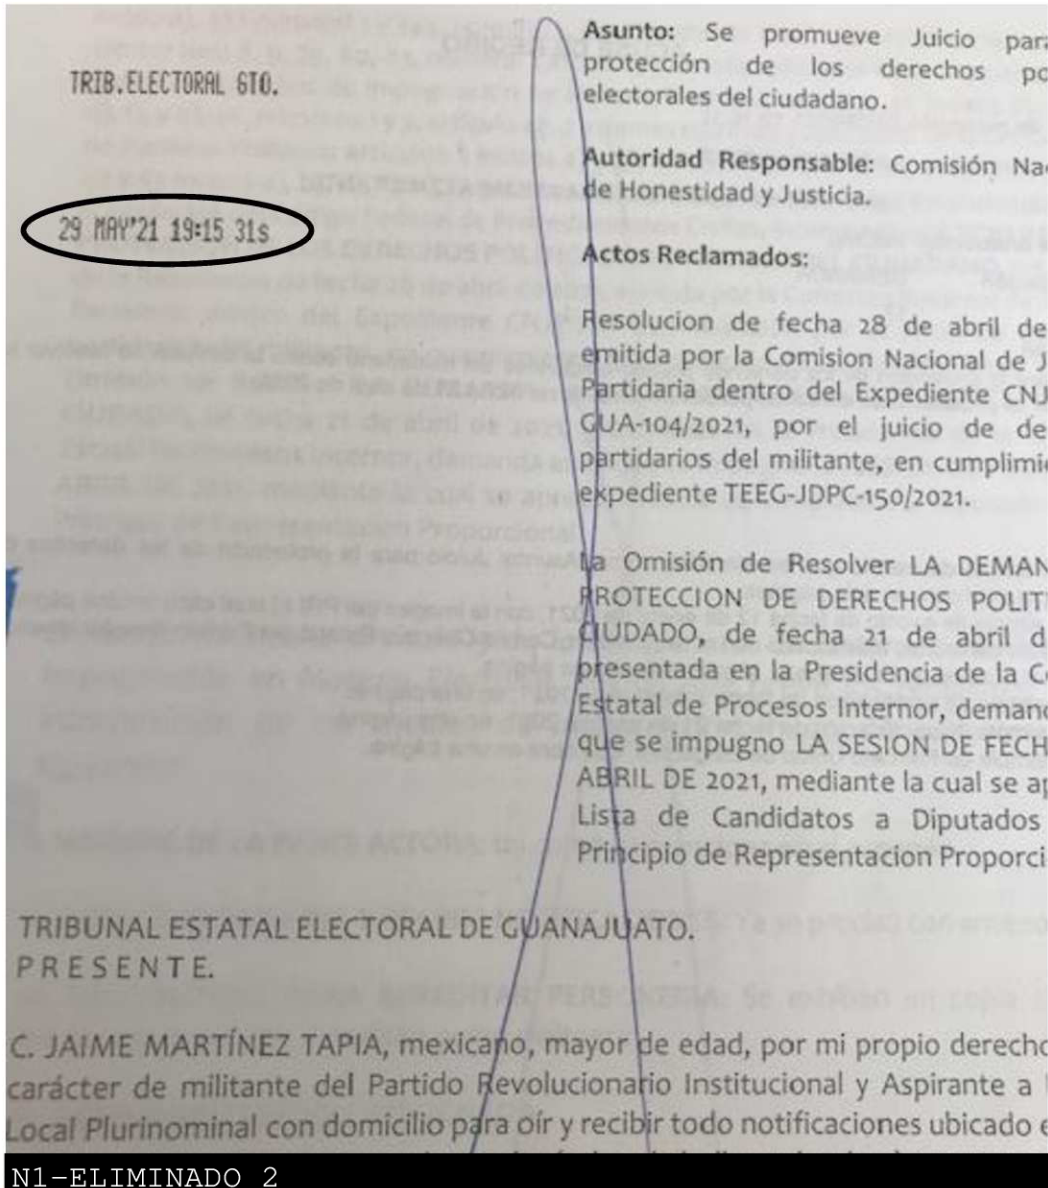 TRIB.ELECTORAL GTO.
29 MAY'21 19:15 31s
Asunto: Se promueve Juicio para
protección de los derechos po
electorales del ciudadano.
Autoridad Responsable: Comisión Na
de Honestidad y Justicia.
Actos Reclamados:
Resolucion de fecha 28 de abril de
emitida por la Comision Nacional de J
Partidaria dentro del Expediente CNJ
GUA-104/2021, por el juicio de de
partidarios del militante, en cumplimie
expediente TEEG-JDPC-150/2021.
La Omisión de Resolver LA DEMAN
PROTECCION DE DERECHOS POLIT
CIUDADO, de fecha 21 de abril d
presentada en la Presidencia de la C
Estatal de Procesos Internor, demand
que se impugno LA SESION DE FECH
ABRIL DE 2021, mediante la cual se ap
Lista de Candidatos a Diputados
Principio de Representacion Proporci
TRIBUNAL ESTATAL ELECTORAL DE GUANAJUATO.
P R E S E N T E.
C. JAIME MARTÍNEZ TAPIA, mexicano, mayor de edad, por mi propio derecho
carácter de militante del Partido Revolucionario Institucional y Aspirante a
Local Plurinominal con domicilio para oír y recibir todo notificaciones ubicado e
N1-ELIMINADO 2